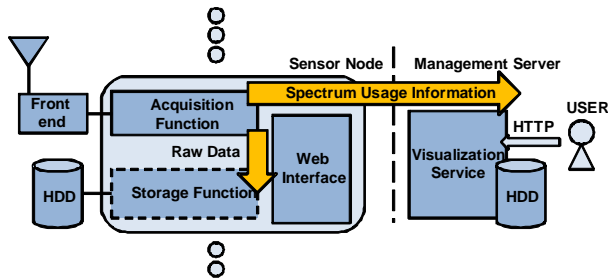 Sensor Node
Management Server
Front
end
Acquisition
Function
Spectrum Usage Information
USER
HTTP
Raw Data
Web
Interface
Visualization
Service
HDD
Storage Function
HDD